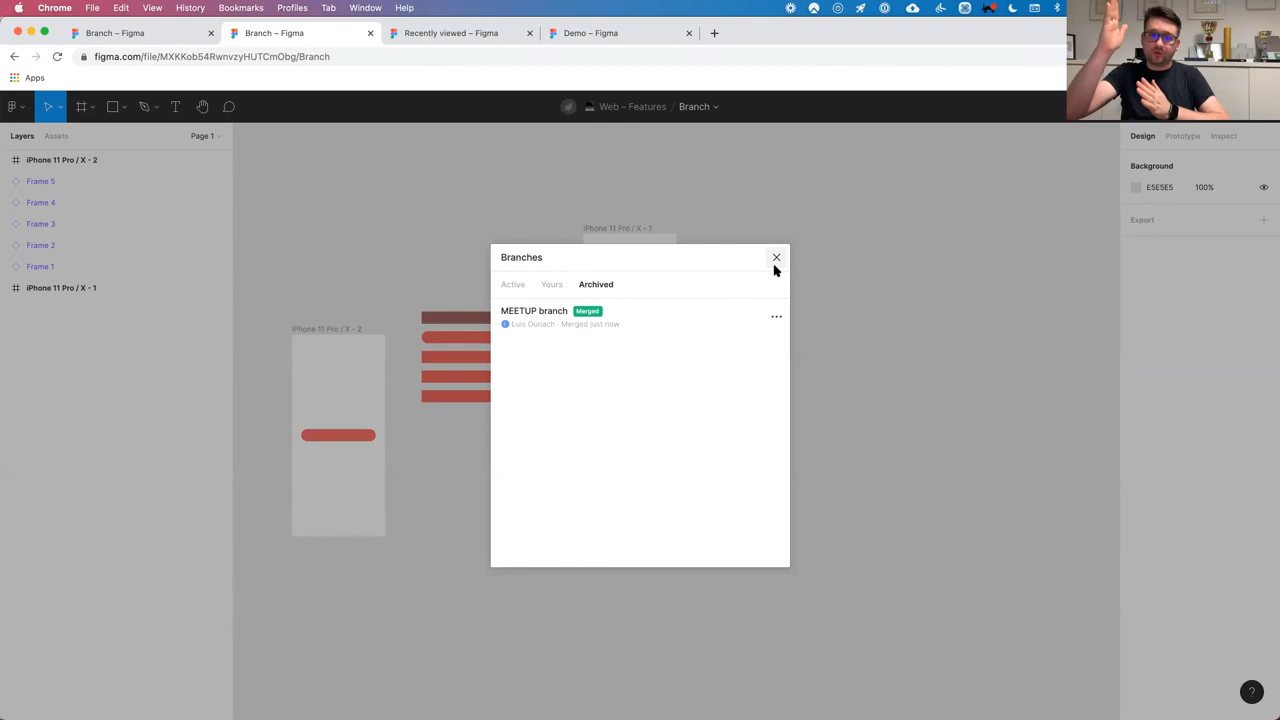 Chrome File Edit View History Bookmarks Profiles Tab Window Help
Branch – Figma
Branch – Figma
Recently viewed – Figma
Demo – Figma
figma.com/file/MXKKob54RwnvzyHUTCmObg/Branch
Apps
Web – Features / Branch
Layers Assets Page 1
Design Prototype Inspect
iPhone 11 Pro / X - 2
Frame 5
Frame 4
Frame 3
Frame 2
Frame 1
iPhone 11 Pro / X - 1
Background
E5E5E5 100%
Export
iPhone 11 Pro / X - 1
iPhone 11 Pro / X - 2
Branches
Active Yours Archived
MEETUP branch Merged
Luis Ouriach · Merged just now
?